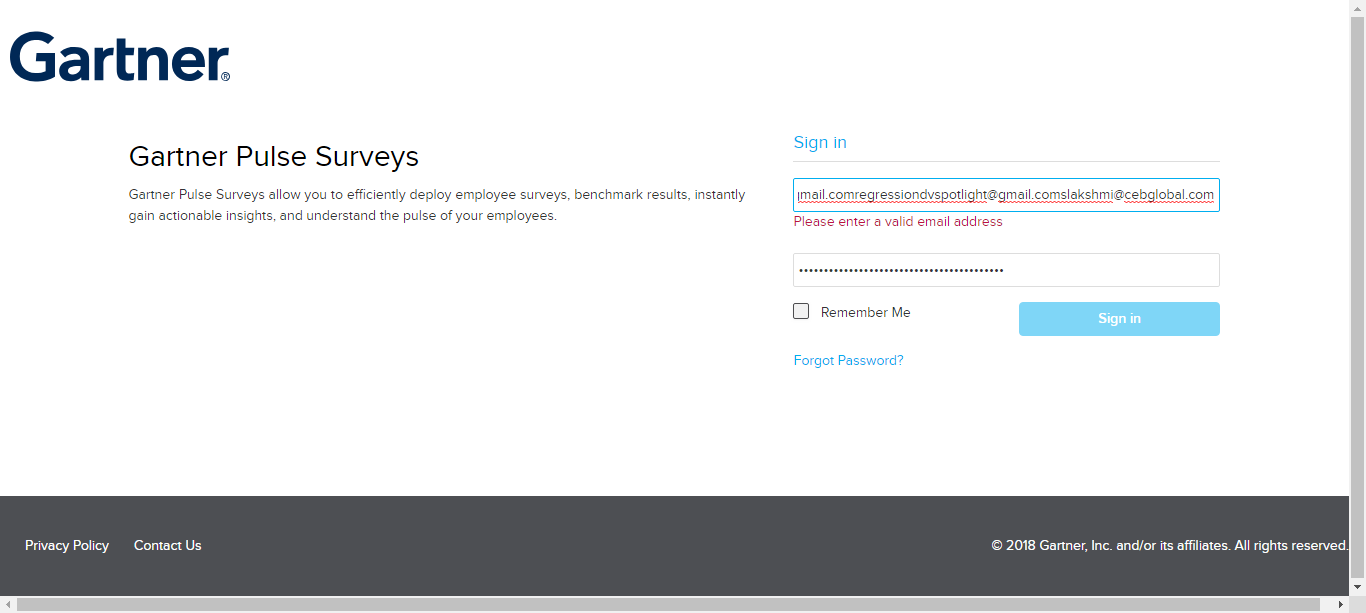 Gartner®
Sign in
Gartner Pulse Surveys
Gartner Pulse Surveys allow you to efficiently deploy employee surveys, benchmark results, instantly
gain actionable insights, and understand the pulse of your employees.
mail.comregressiondvspotlight@gmail.comslakshmi@cebglobal.com
Please enter a valid email address
Remember Me
Sign in
Forgot Password?
Privacy Policy
Contact Us
© 2018 Gartner, Inc. and/or its affiliates. All rights reserved.